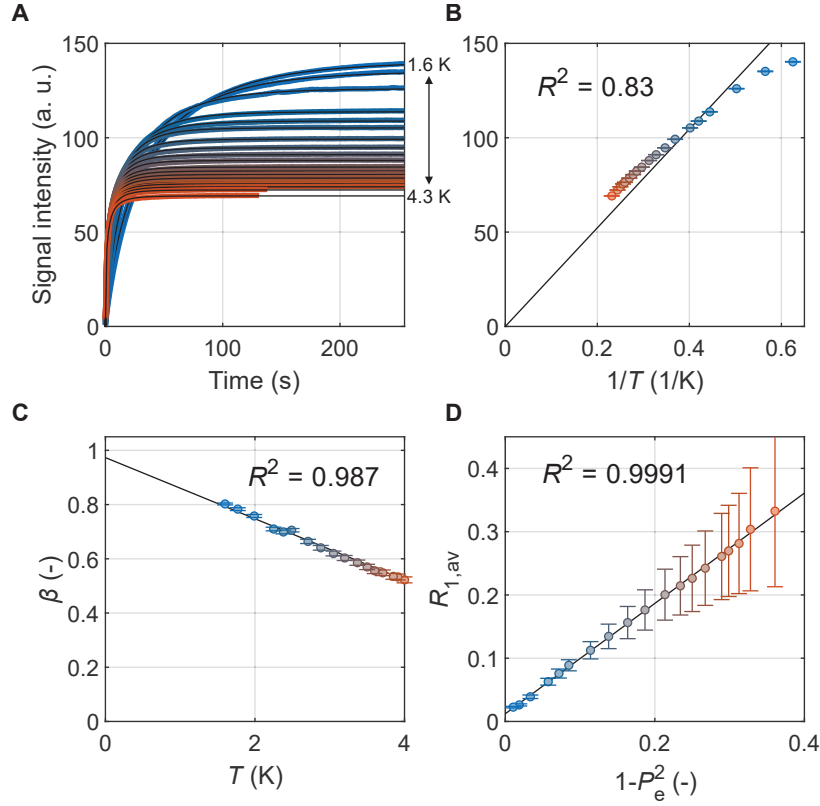 A
150
100
50
0
Signal intensity (a. u.)
0
100
200
Time (s)
1.6 K
4.3 K
B
150
100
50
0
R² = 0.83
0
0.2
0.4
0.6
1/T (1/K)
C
1
0.8
0.6
0.4
0.2
0
β (-)
R² = 0.987
0
2
4
T (K)
D
0.4
0.3
0.2
0.1
0
R1,av
R² = 0.9991
0
0.2
0.4
1-Pe² (-)